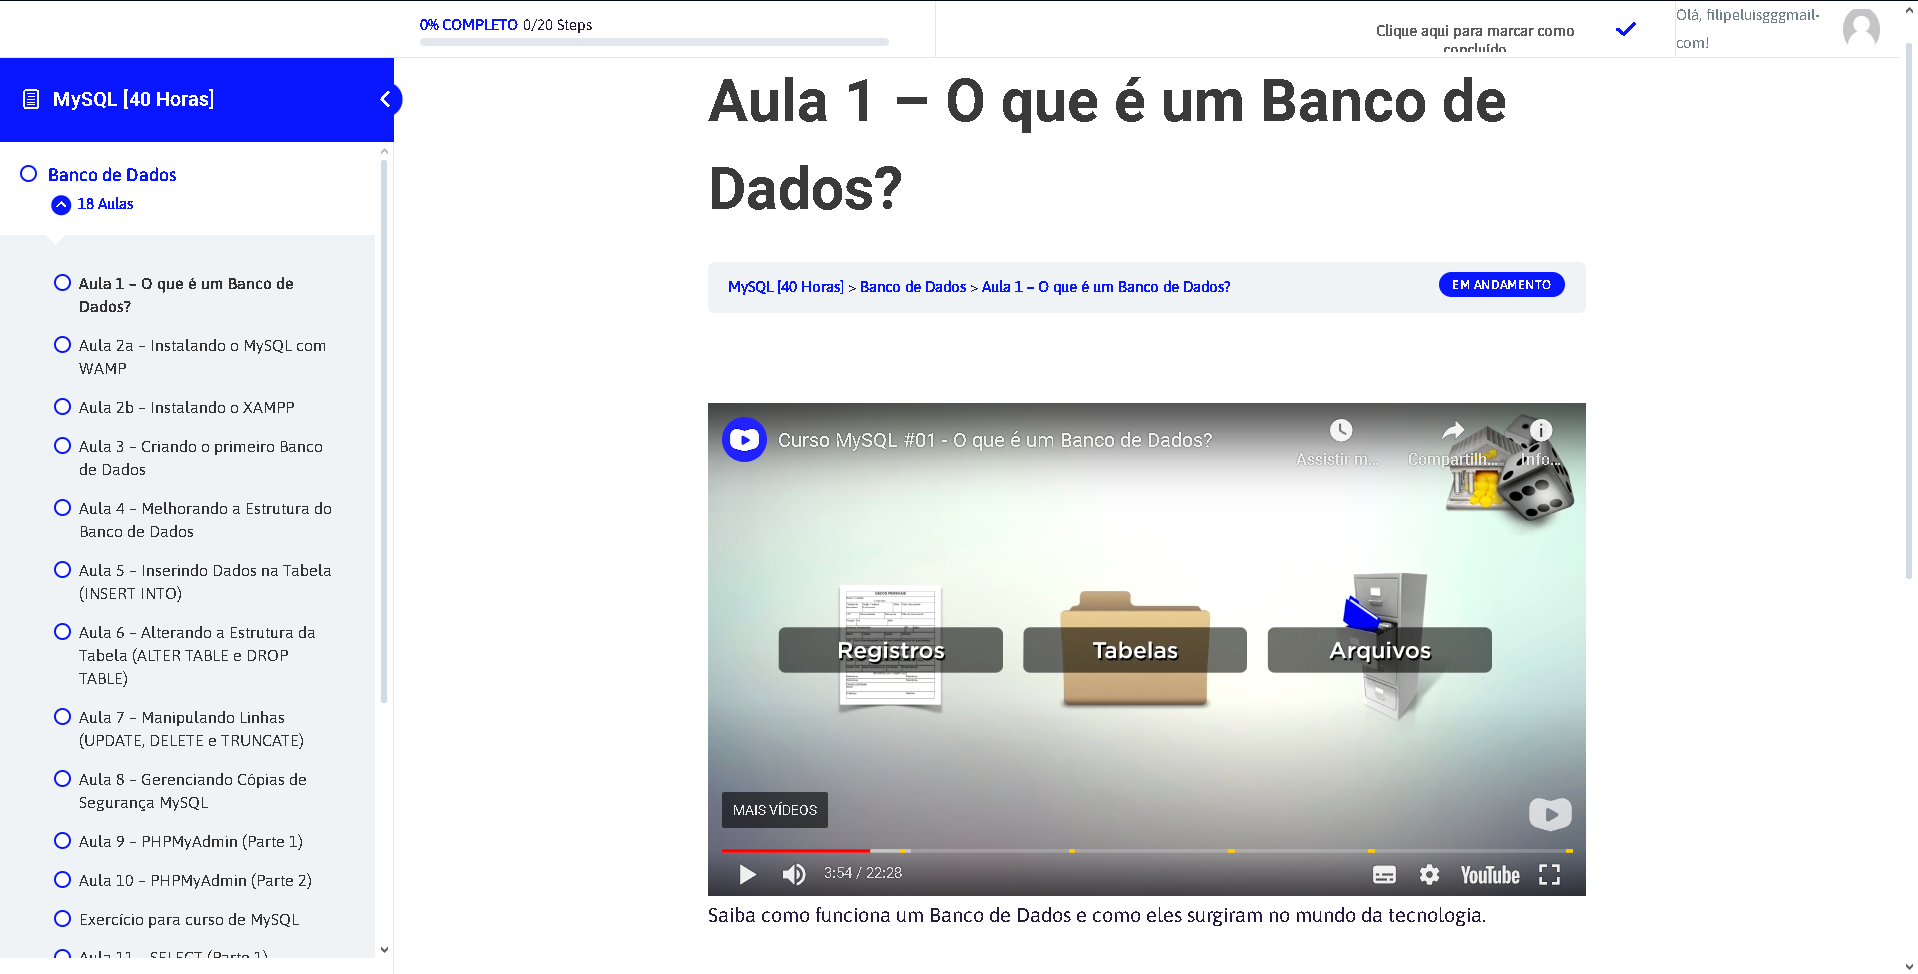 0% COMPLETO 0/20 Steps
Clique aqui para marcar como
concluído
Olá, filipeluisgggmail-
com!
MySQL [40 Horas]
Banco de Dados
18 Aulas
Aula 1 – O que é um Banco de
Dados?
Aula 2a – Instalando o MySQL com
WAMP
Aula 2b – Instalando o XAMPP
Aula 3 – Criando o primeiro Banco
de Dados
Aula 4 – Melhorando a Estrutura do
Banco de Dados
Aula 5 – Inserindo Dados na Tabela
(INSERT INTO)
Aula 6 – Alterando a Estrutura da
Tabela (ALTER TABLE e DROP
TABLE)
Aula 7 – Manipulando Linhas
(UPDATE, DELETE e TRUNCATE)
Aula 8 – Gerenciando Cópias de
Segurança MySQL
Aula 9 – PHPMyAdmin (Parte 1)
Aula 10 – PHPMyAdmin (Parte 2)
Exercício para curso de MySQL
Aula 11 – SELECT (Parte 1)
Aula 1 – O que é um Banco de
Dados?
MySQL [40 Horas] > Banco de Dados > Aula 1 – O que é um Banco de Dados?
EM ANDAMENTO
Curso MySQL #01 - O que é um Banco de Dados?
Assistir m...
Compartilh...
Info...
DADOS PESSOAIS
Registros
Tabelas
Arquivos
MAIS VÍDEOS
3:54 / 22:28
YouTube
Saiba como funciona um Banco de Dados e como eles surgiram no mundo da tecnologia.